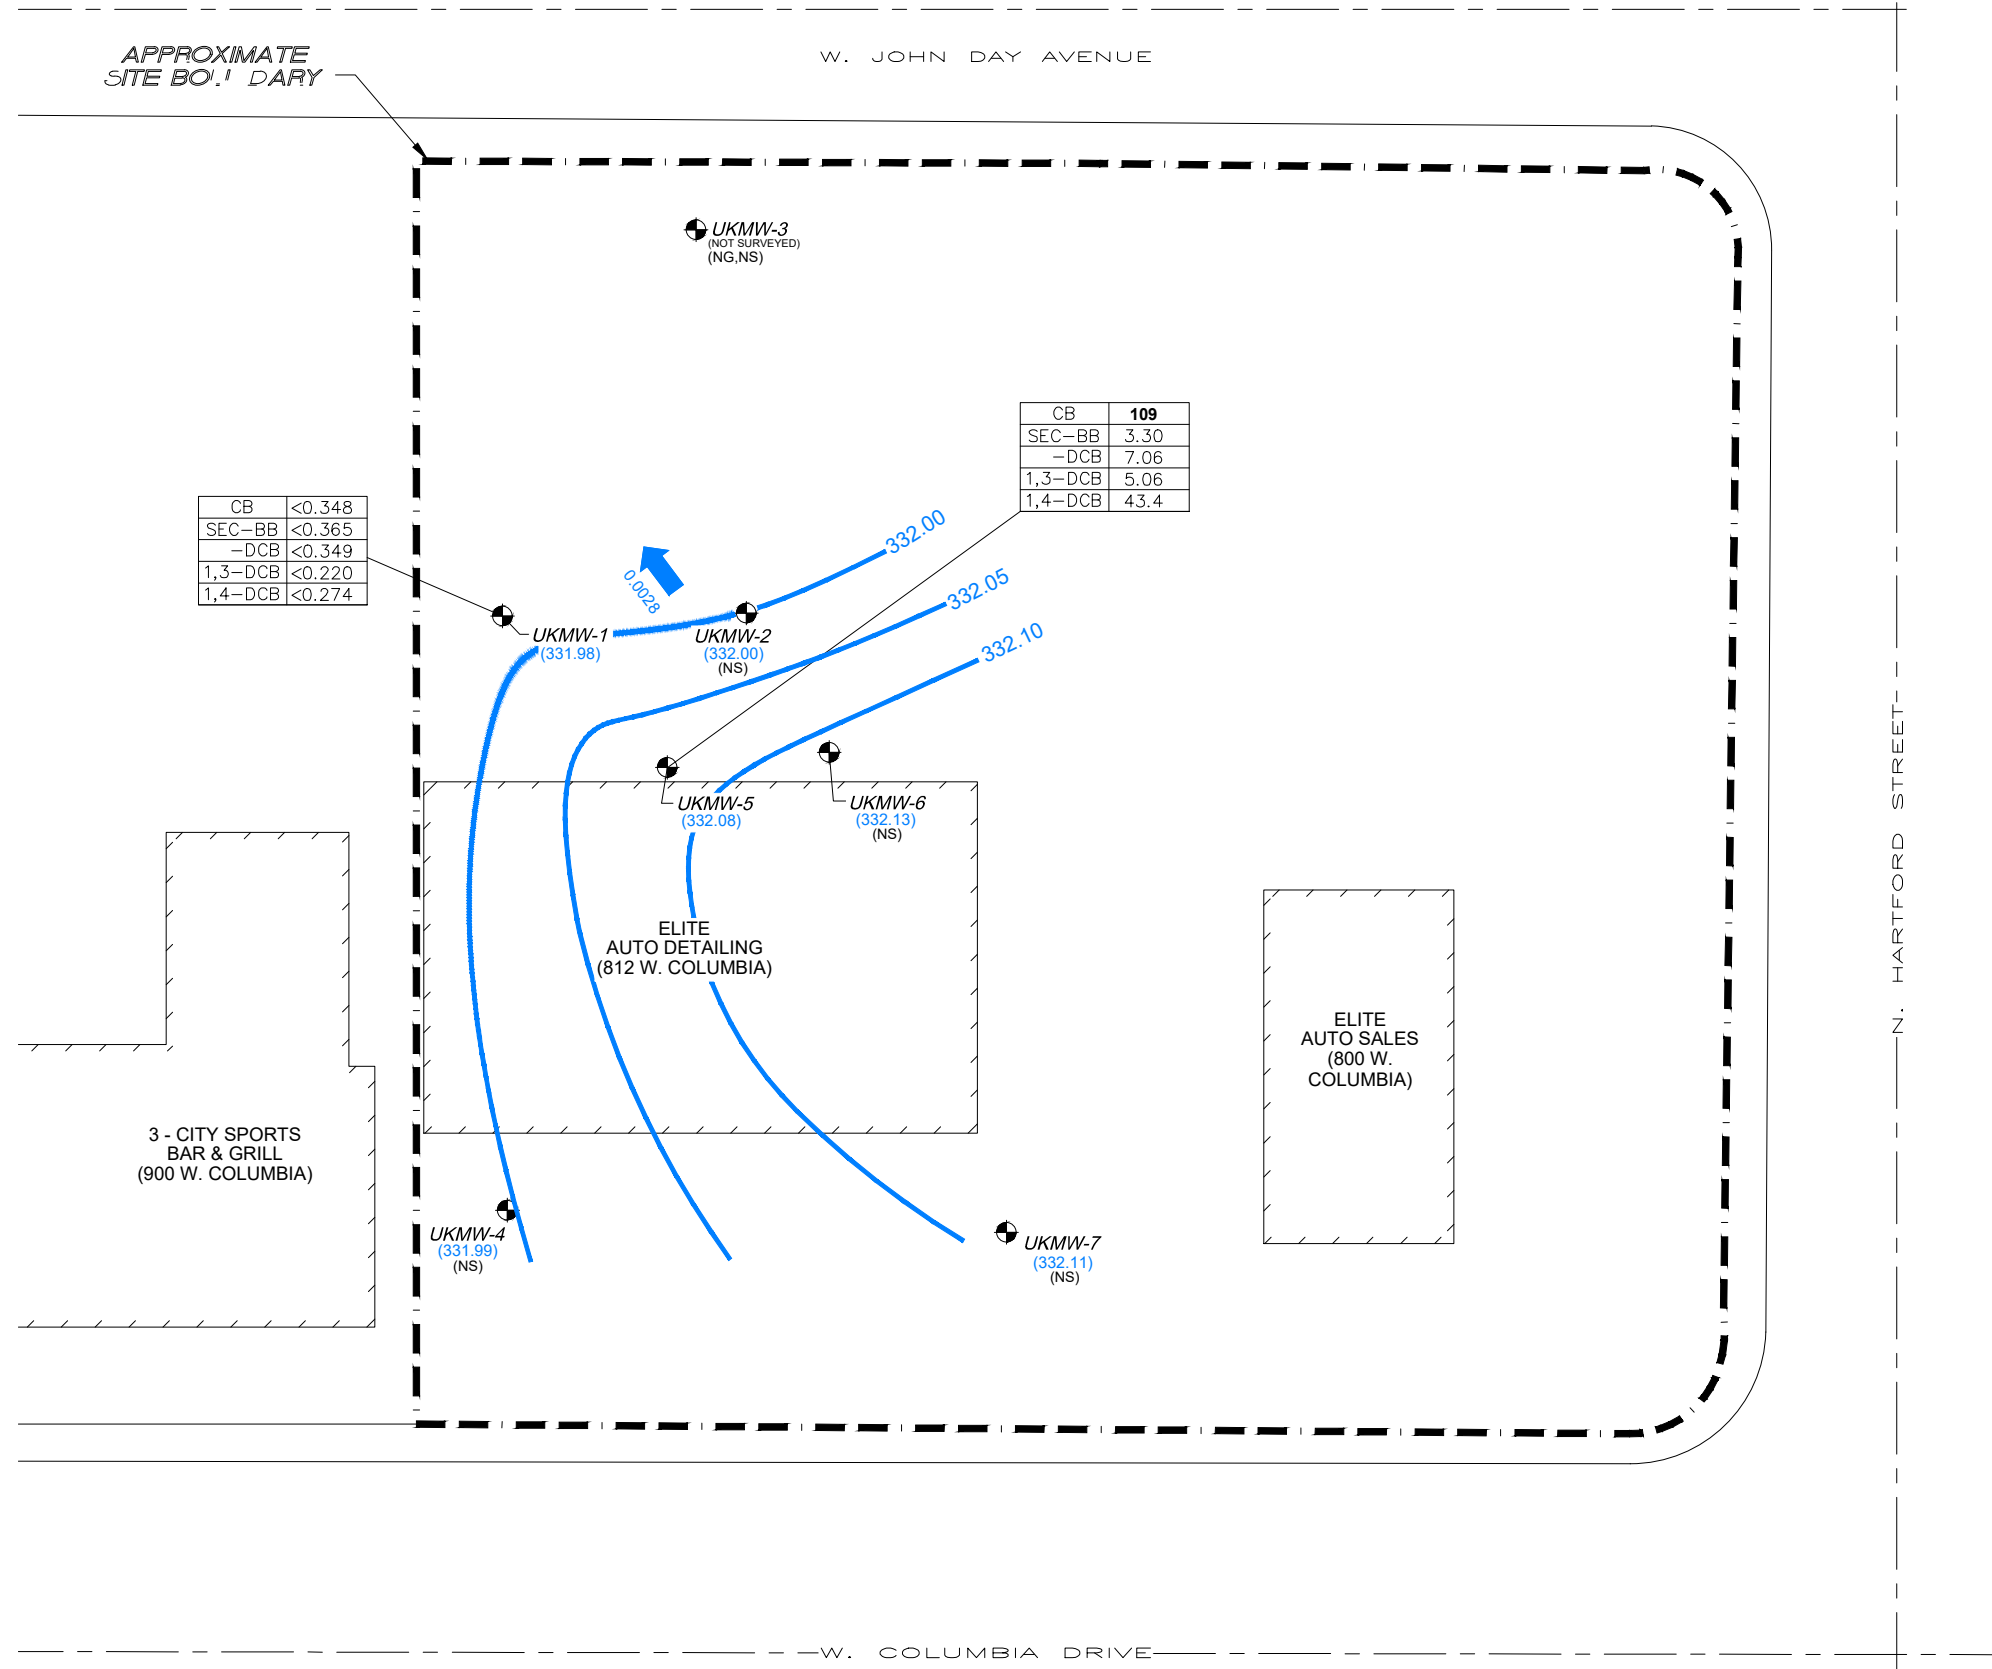 APPROXIMATE
SITE
W. JOHN DAY AVENUE
UKMW-3
(NOT SURVEYED)
(NG,NS)
CB 109
SEC-BB 3.30
-DCB 7.06
1,3-DCB 5.06
1,4-DCB 43.4
CB <0.348
SEC-BB <0.365
-DCB <0.349
1,3-DCB <0.220
1,4-DCB <0.274
332.00
332.05
332.10
0.0028
UKMW-1
(331.98)
UKMW-2
(332.00)
(NS)
UKMW-5
(332.08)
UKMW-6
(332.13)
(NS)
N. HARTFORD STREET
ELITE
AUTO DETAILING
(812 W. COLUMBIA)
ELITE
AUTO SALES
(800 W.
COLUMBIA)
3 - CITY SPORTS
BAR & GRILL
(900 W. COLUMBIA)
UKMW-4
(331.99)
(NS)
UKMW-7
(332.11)
(NS)
W. COLUMBIA DRIVE